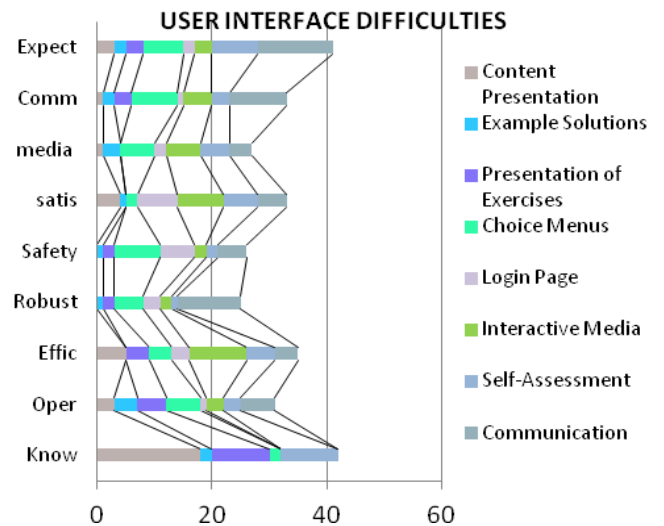 USER INTERFACE DIFFICULTIES
Expect
Comm
media
satis
Safety
Robust
Effic
Oper
Know
0
20
40
60
Content
Presentation
Example Solutions
Presentation of
Exercises
Choice Menus
Login Page
Interactive Media
Self-Assessment
Communication